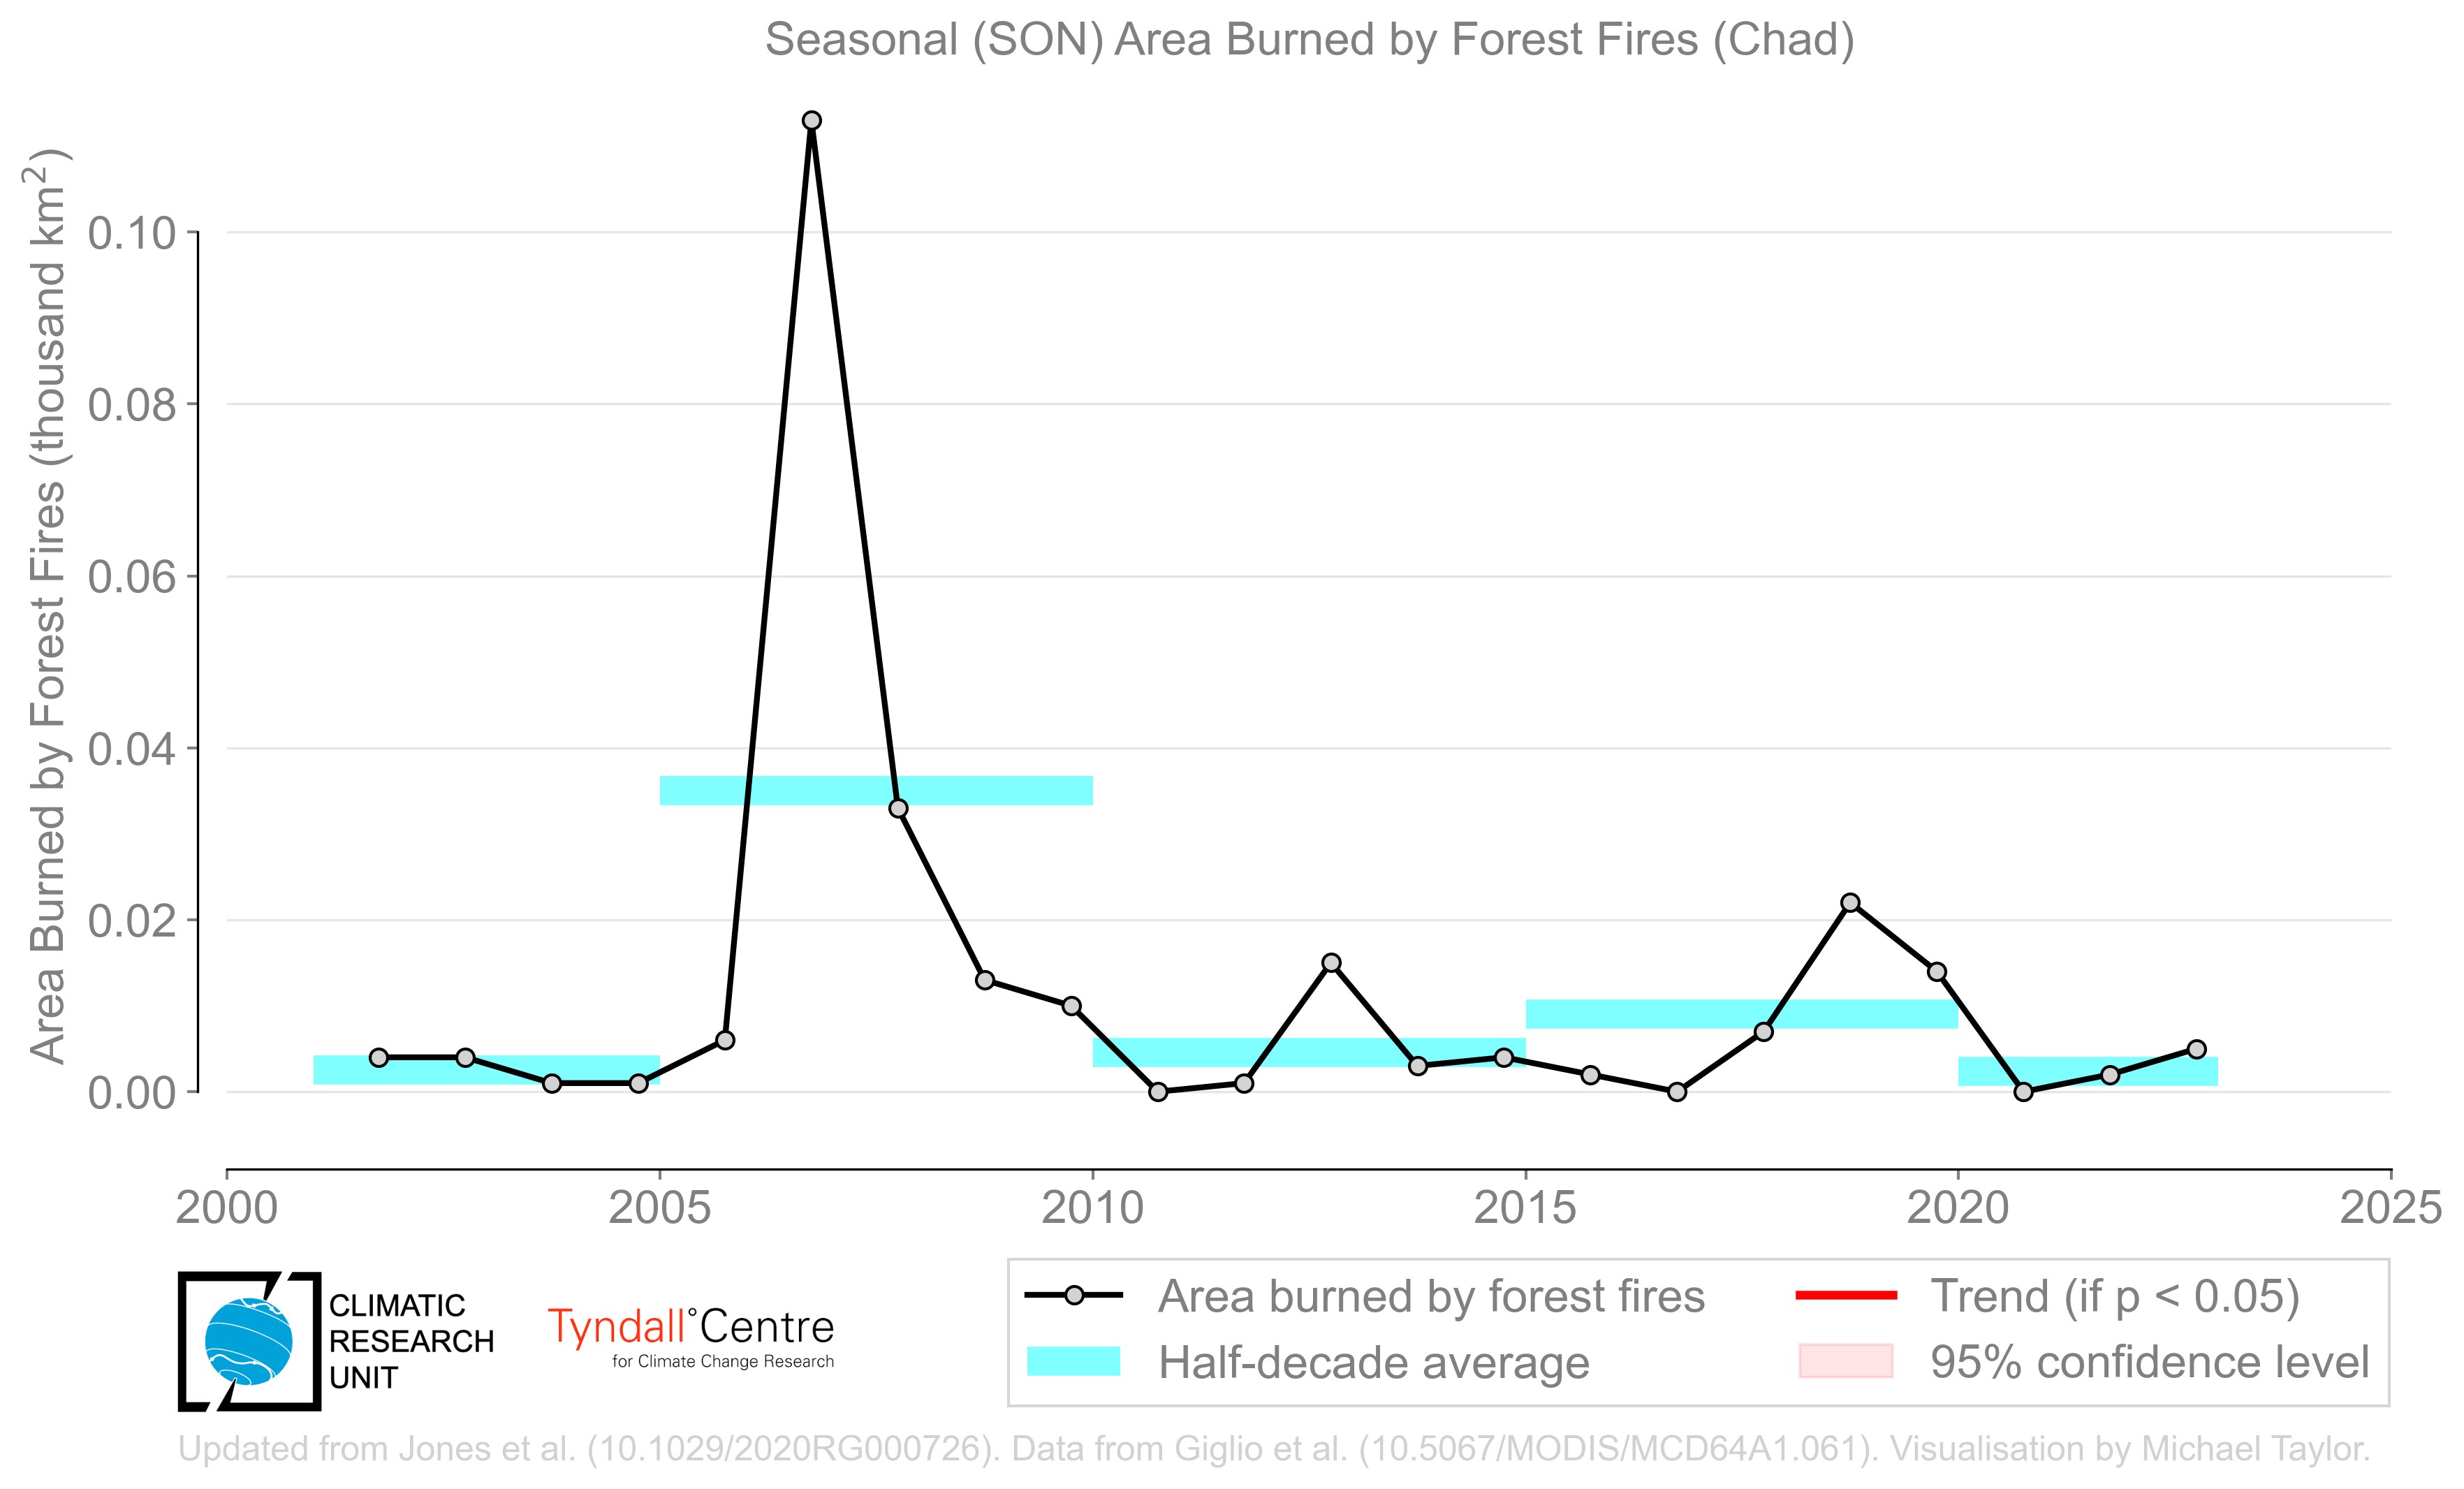 Seasonal (SON) Area Burned by Forest Fires (Chad)
Area Burned by Forest Fires (thousand km²)
0.10
0.08
0.06
0.04
0.02
0.00
2000 2005 2010 2015 2020 2025
Area burned by forest fires
Half-decade average
Trend (if p < 0.05)
95% confidence level
CLIMATIC
RESEARCH
UNIT
Tyndall°Centre
for Climate Change Research
Updated from Jones et al. (10.1029/2020RG000726). Data from Giglio et al. (10.5067/MODIS/MCD64A1.061). Visualisation by Michael Taylor.